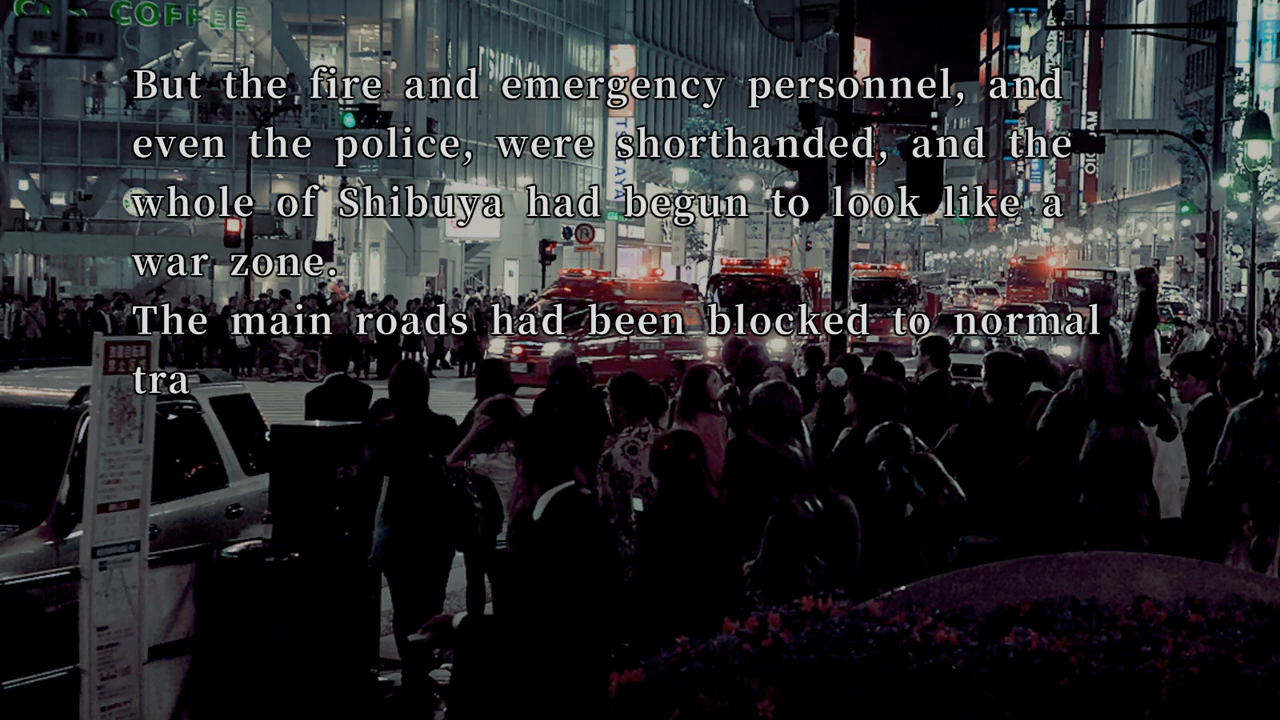 COFFEE
But the fire and emergency personnel, and
even the police, were shorthanded, and the
whole of Shibuya had begun to look like a
war zone.
The main roads had been blocked to normal
tra